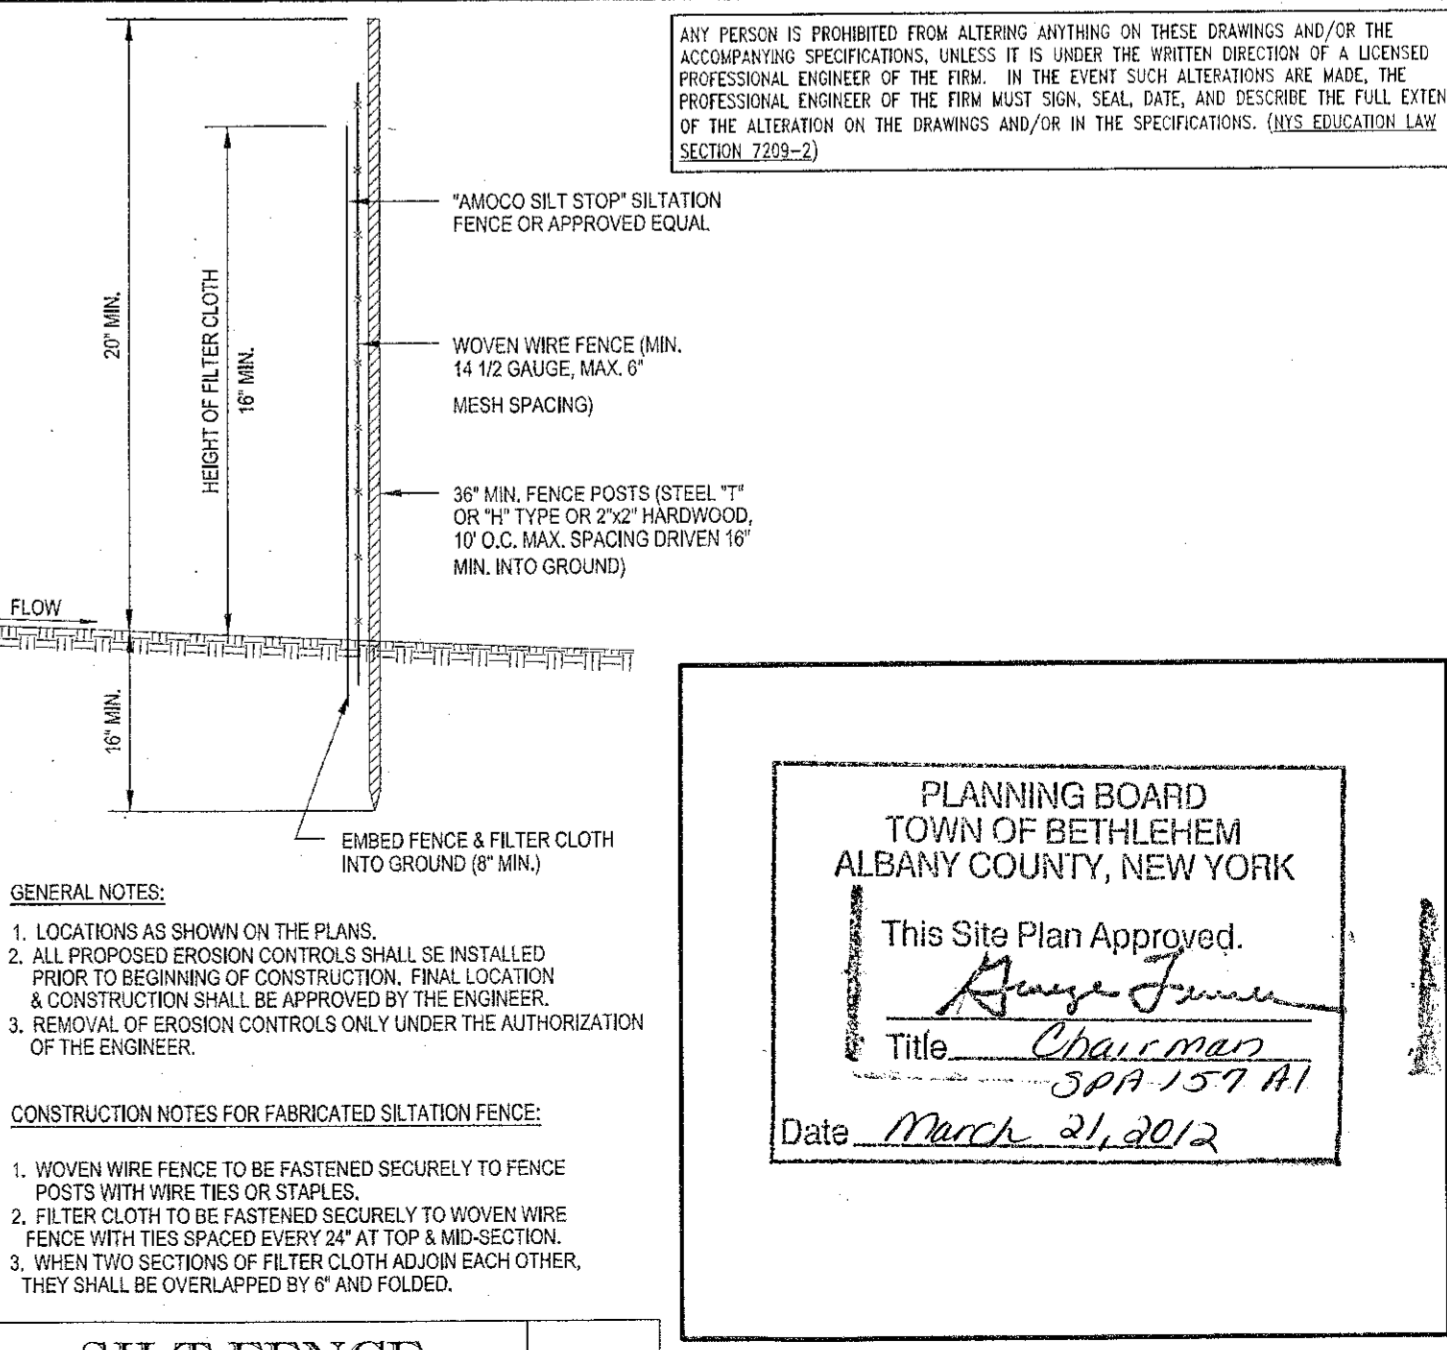 ANY PERSON IS PROHIBITED FROM ALTERING ANYTHING ON THESE DRAWINGS AND/OR THE
ACCOMPANYING SPECIFICATIONS, UNLESS IT IS UNDER THE WRITTEN DIRECTION OF A LICENSED
PROFESSIONAL ENGINEER OF THE FIRM. IN THE EVENT SUCH ALTERATIONS ARE MADE, THE
PROFESSIONAL ENGINEER OF THE FIRM MUST SIGN, SEAL, DATE, AND DESCRIBE THE FULL EXTEN
OF THE ALTERATION ON THE DRAWINGS AND/OR IN THE SPECIFICATIONS. (NYS EDUCATION LAW
SECTION 7209-2)
"AMOCO SILT STOP" SILTATION
FENCE OR APPROVED EQUAL
20" MIN.
HEIGHT OF FILTER CLOTH
16" MIN.
WOVEN WIRE FENCE (MIN.
14 1/2 GAUGE, MAX. 6"
MESH SPACING)
36" MIN. FENCE POSTS (STEEL "T"
OR "H" TYPE OR 2"x2" HARDWOOD,
10' O.C. MAX. SPACING DRIVEN 16"
MIN. INTO GROUND)
FLOW
16" MIN.
EMBED FENCE & FILTER CLOTH
INTO GROUND (8" MIN.)
GENERAL NOTES:
1. LOCATIONS AS SHOWN ON THE PLANS.
2. ALL PROPOSED EROSION CONTROLS SHALL SE INSTALLED
PRIOR TO BEGINNING OF CONSTRUCTION. FINAL LOCATION
& CONSTRUCTION SHALL BE APPROVED BY THE ENGINEER.
3. REMOVAL OF EROSION CONTROLS ONLY UNDER THE AUTHORIZATION
OF THE ENGINEER.
CONSTRUCTION NOTES FOR FABRICATED SILTATION FENCE:
1. WOVEN WIRE FENCE TO BE FASTENED SECURELY TO FENCE
POSTS WITH WIRE TIES OR STAPLES.
2. FILTER CLOTH TO BE FASTENED SECURELY TO WOVEN WIRE
FENCE WITH TIES SPACED EVERY 24" AT TOP & MID-SECTION.
3. WHEN TWO SECTIONS OF FILTER CLOTH ADJOIN EACH OTHER,
THEY SHALL BE OVERLAPPED BY 6" AND FOLDED.
SILT FENCE
PLANNING BOARD
TOWN OF BETHLEHEM
ALBANY COUNTY, NEW YORK
This Site Plan Approved.
George
Title Chairman
SPA 157 A1
Date March 21, 2012